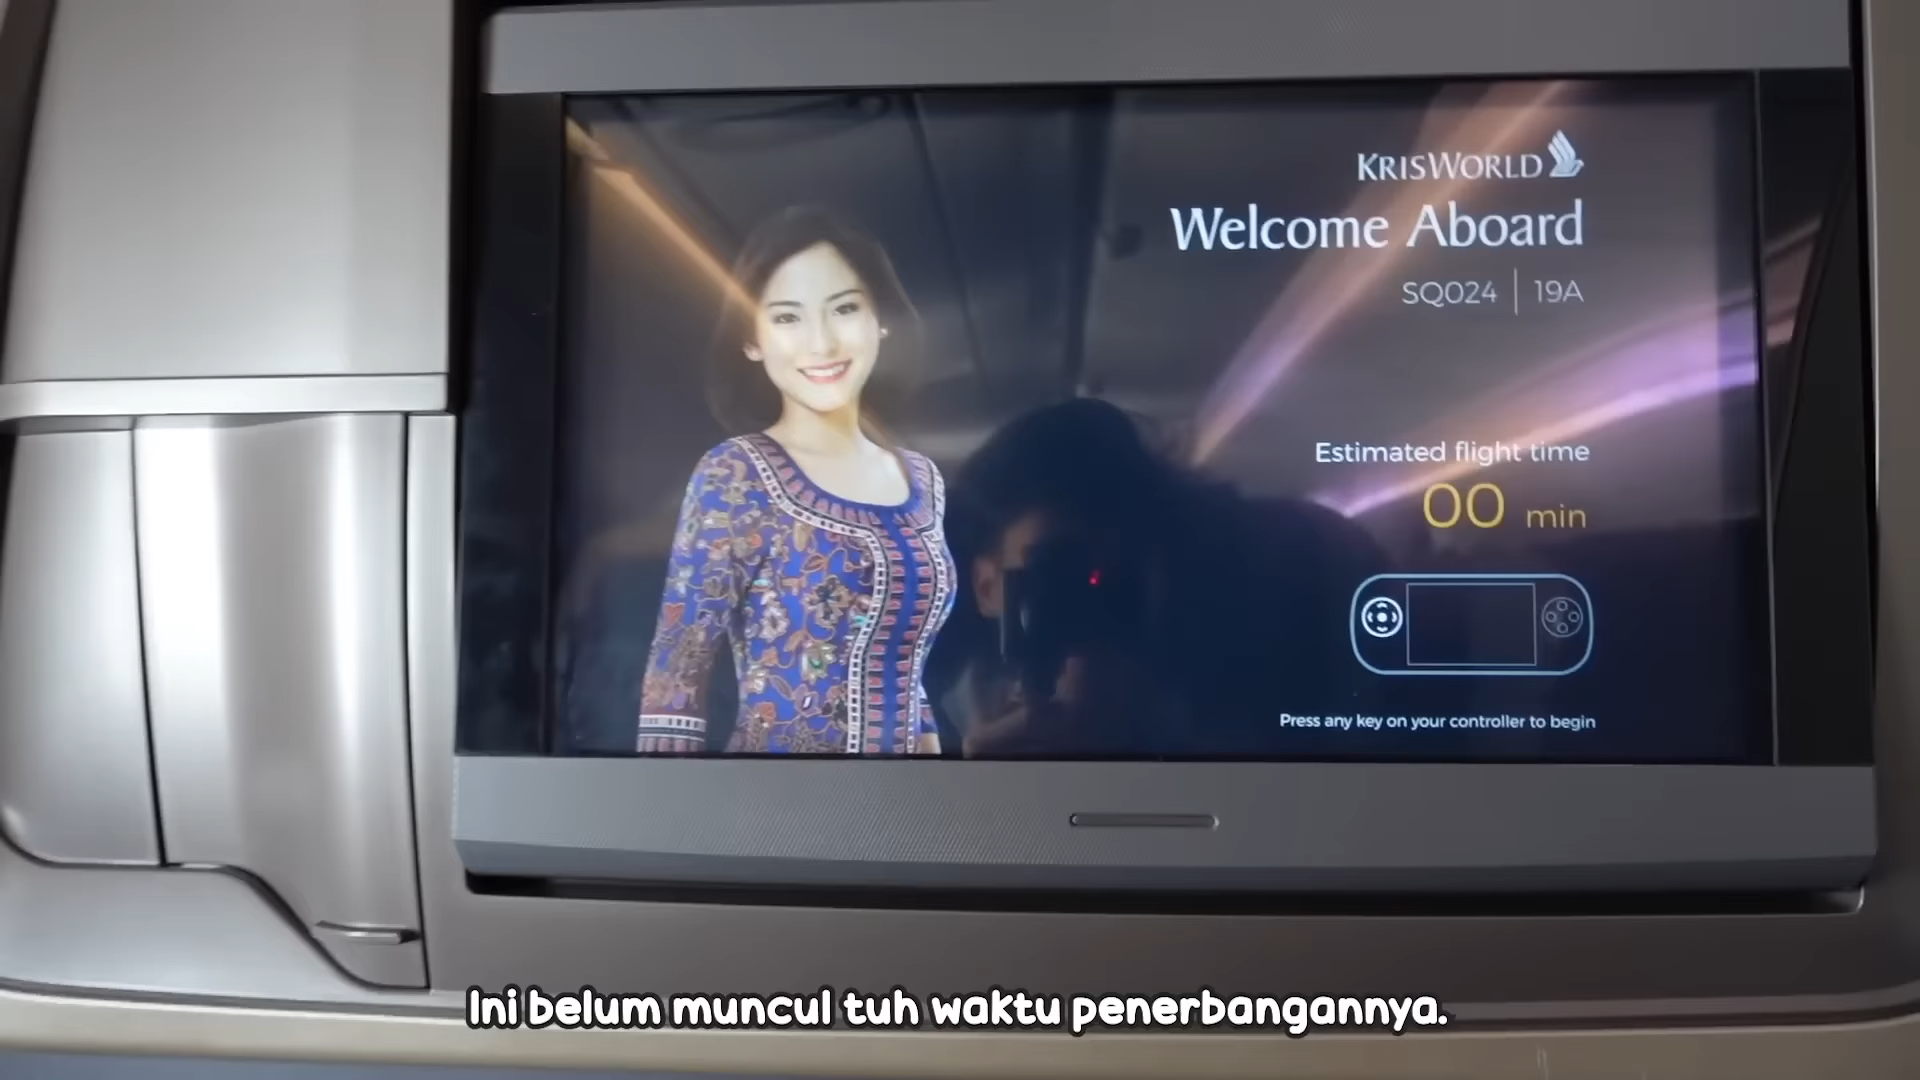 KRISWORLD
Welcome Aboard
SQ024 | 19A
Estimated flight time
00 min
Press any key on your controller to begin
Ini belum muncul tuh waktu penerbangannya.